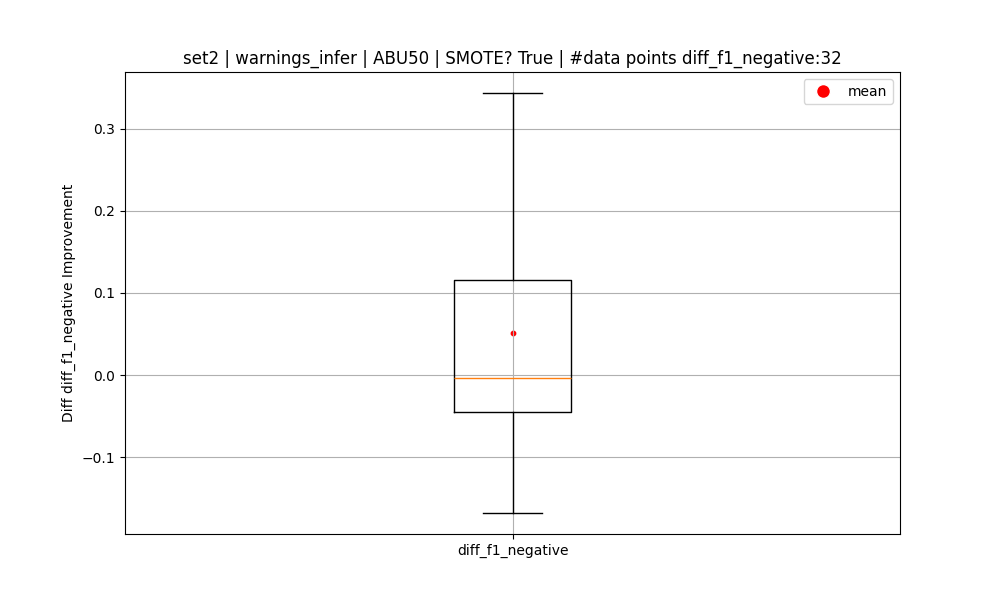 set2 | warnings_infer | ABU50 | SMOTE? True | #data points diff_f1_negative:32
mean
0.3
0.2
0.1
0.0
−0.1
Diff diff_f1_negative Improvement
diff_f1_negative